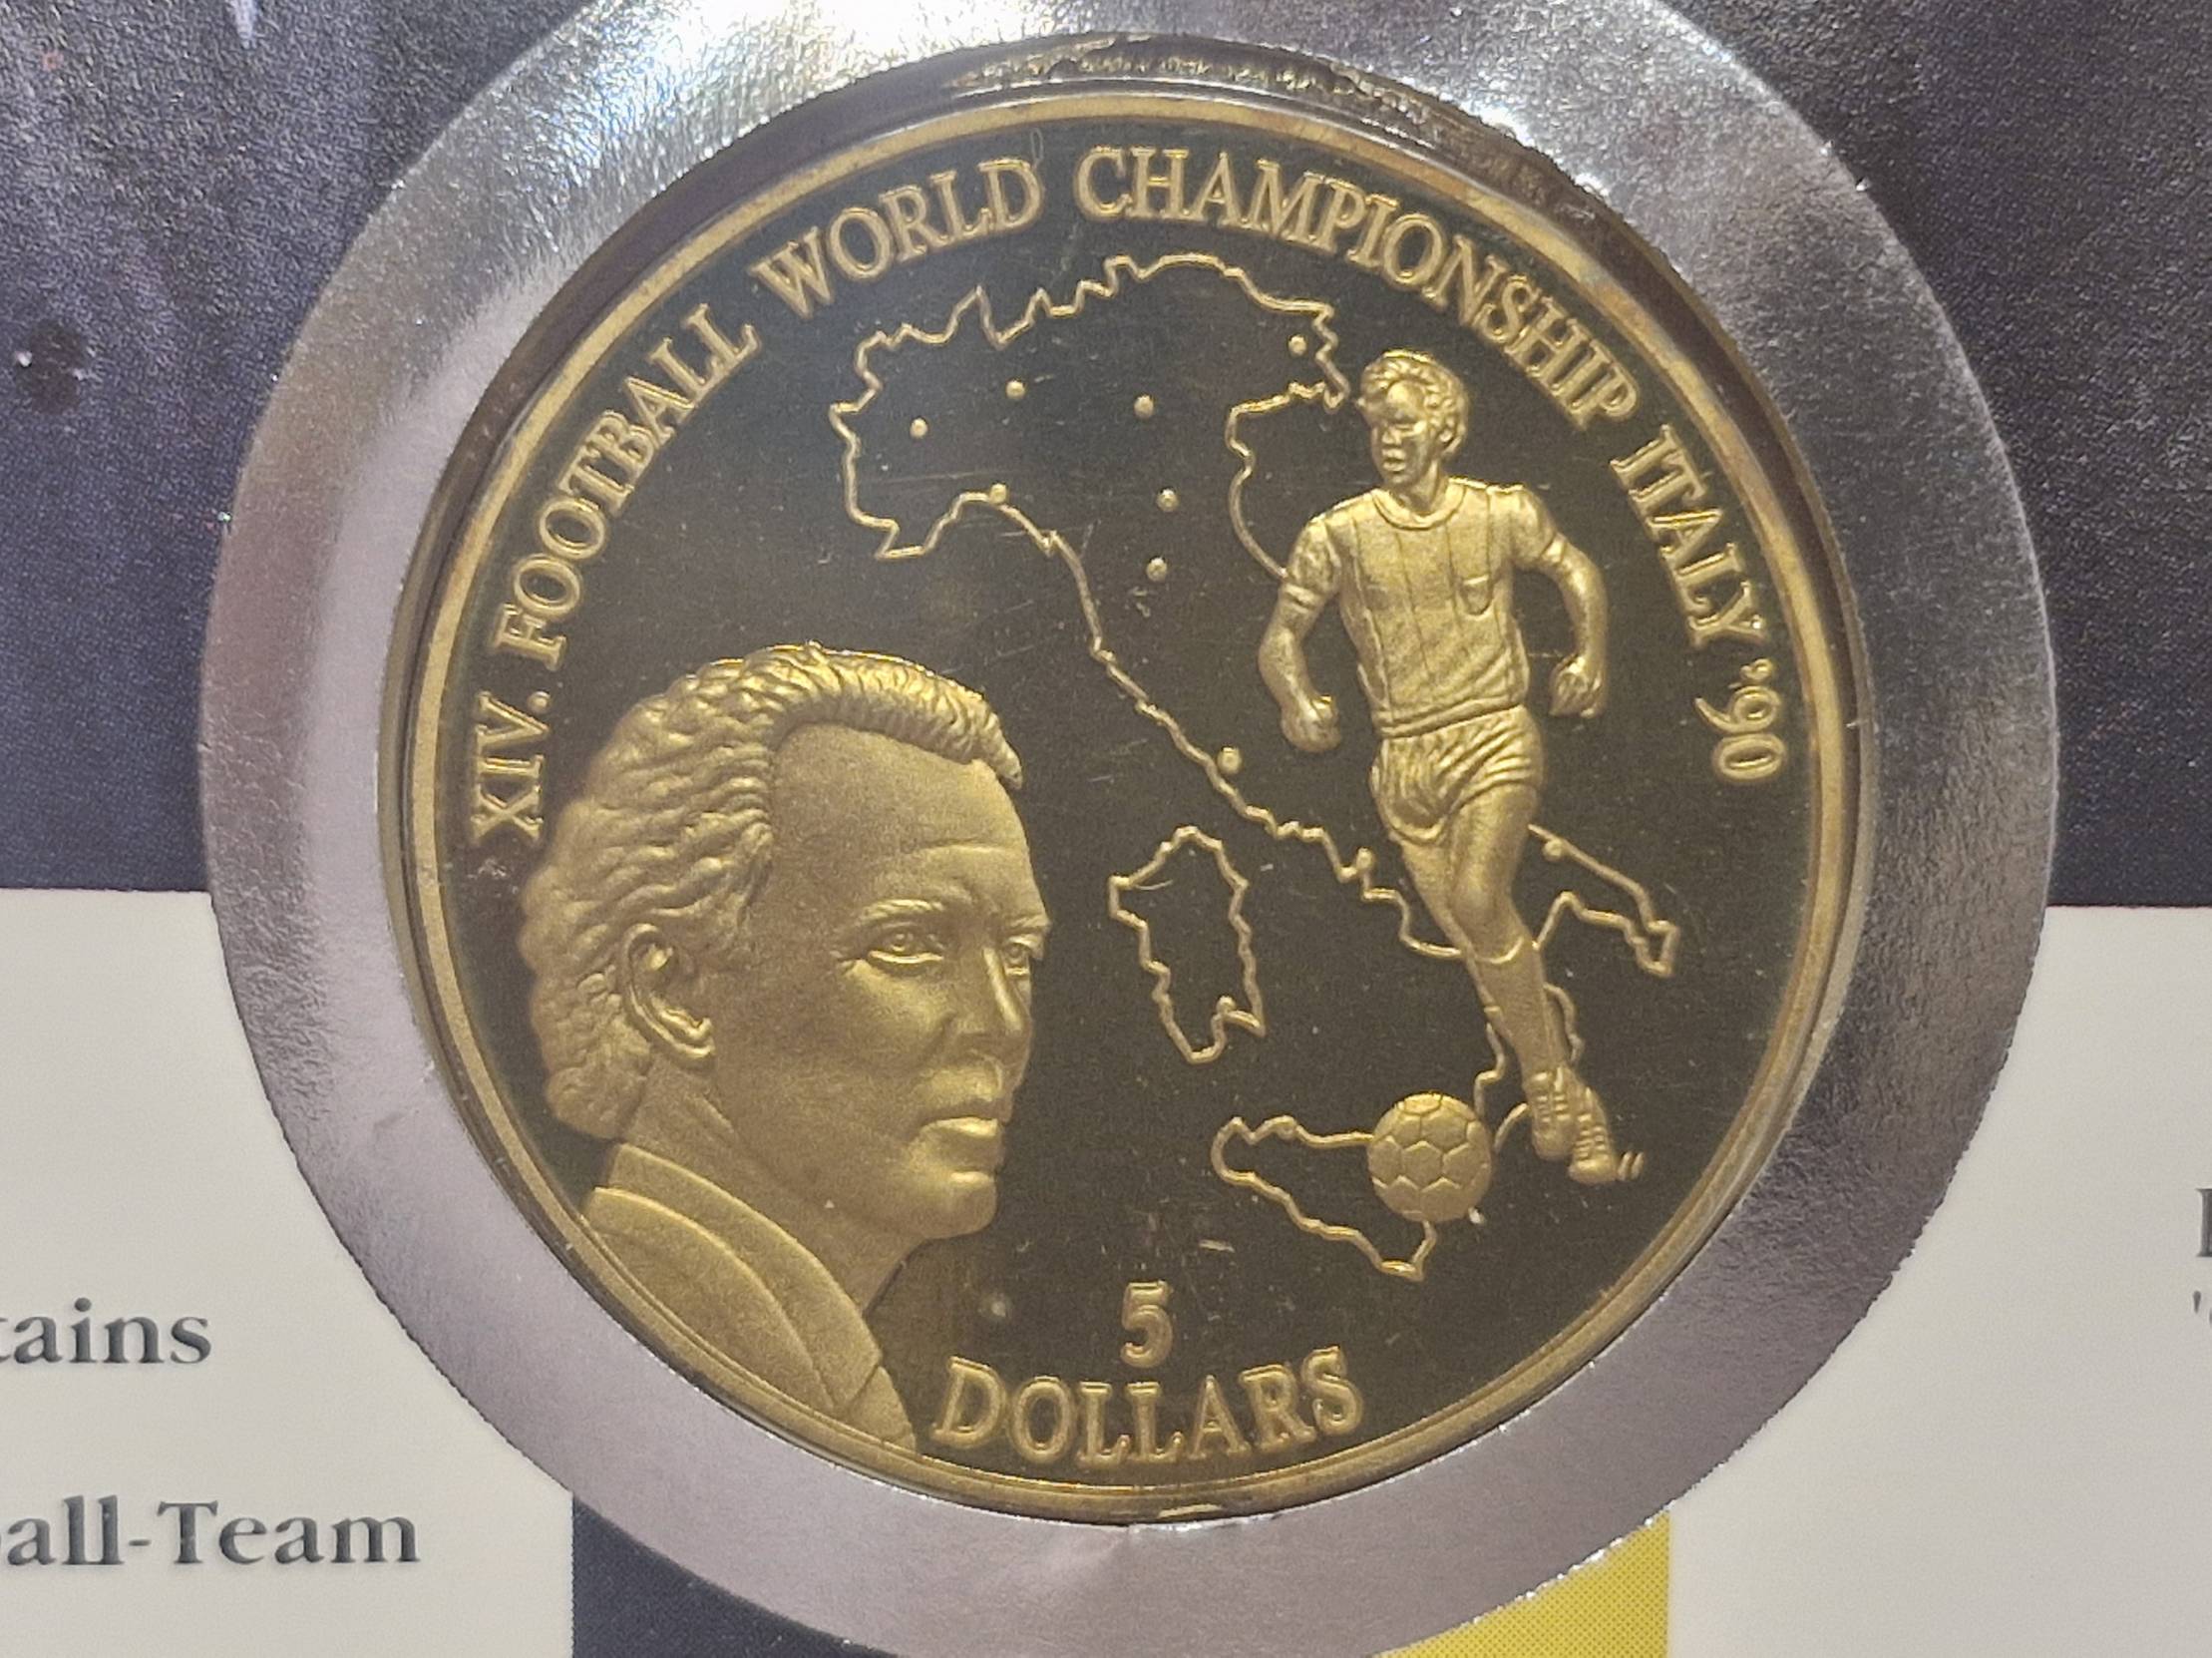 XIV. FOOTBALL WORLD CHAMPIONSHIP ITALY '90
5
DOLLARS
tains
all-Team